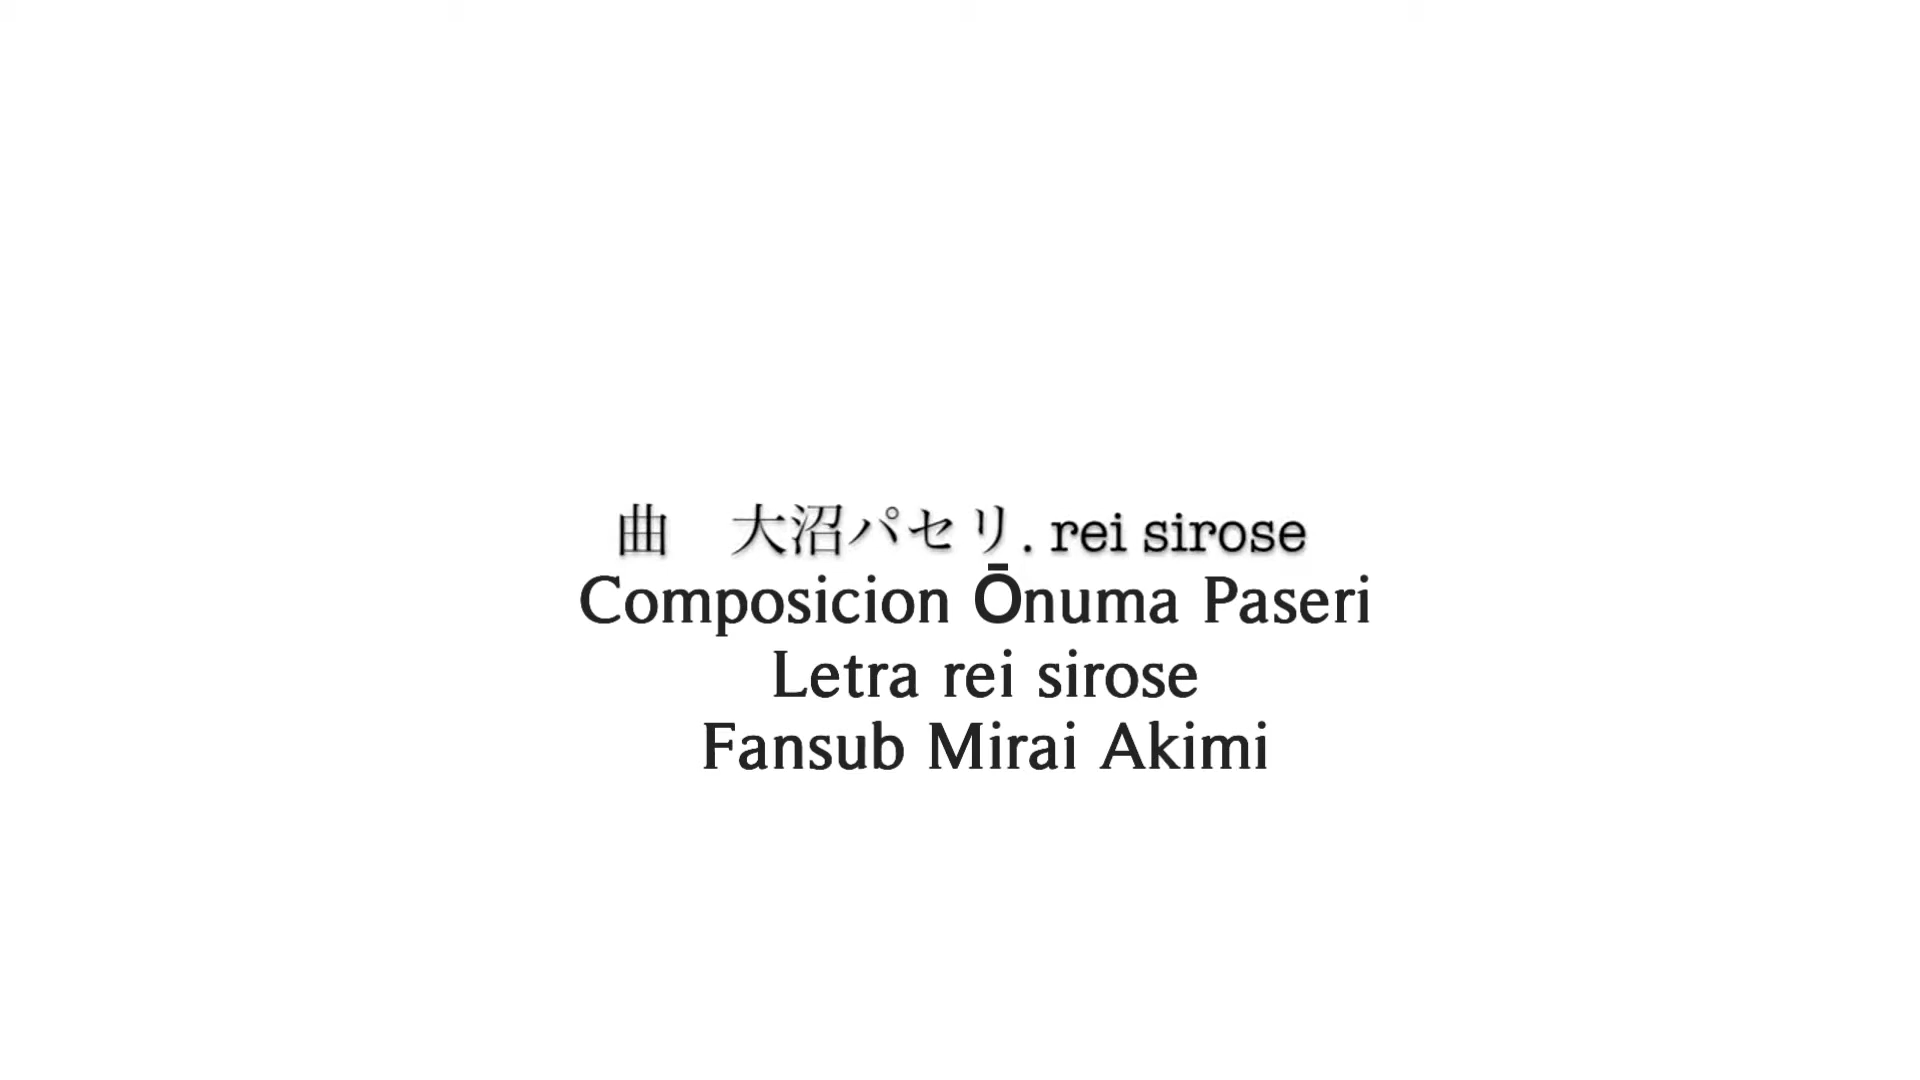 曲　大沼パセリ. rei sirose
Composicion Ōnuma Paseri
Letra rei sirose
Fansub Mirai Akimi